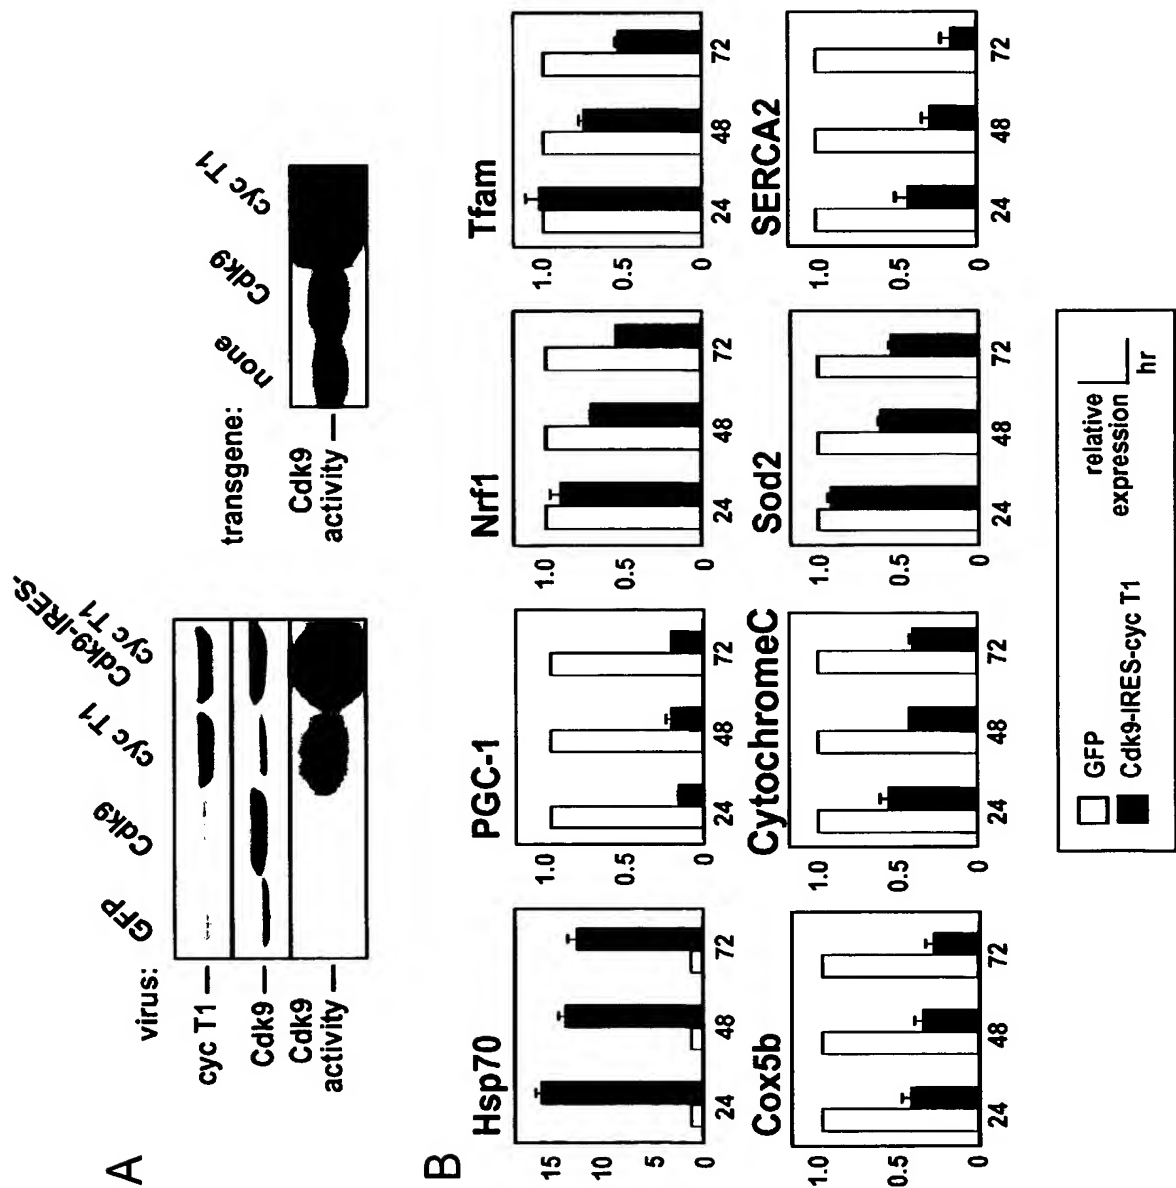 A
virus:
GFP
Cdk9
cyc T1
Cdk9-IRES-
cyc T1
cyc T1
Cdk9
Cdk9
activity
transgene:
none
Cdk9
cyc T1
Cdk9
activity
B
Hsp70
15
10
5
0
24
48
72
PGC-1
1.0
0.5
0
24
48
72
Nrf1
1.0
0.5
0
24
48
72
Tfam
1.0
0.5
0
24
48
72
Cox5b
1.0
0.5
0
24
48
72
CytochromeC
1.0
0.5
0
24
48
72
Sod2
1.0
0.5
0
24
48
72
SERCA2
1.0
0.5
0
24
48
72
GFP
Cdk9-IRES-cyc T1
relative
expression
hr